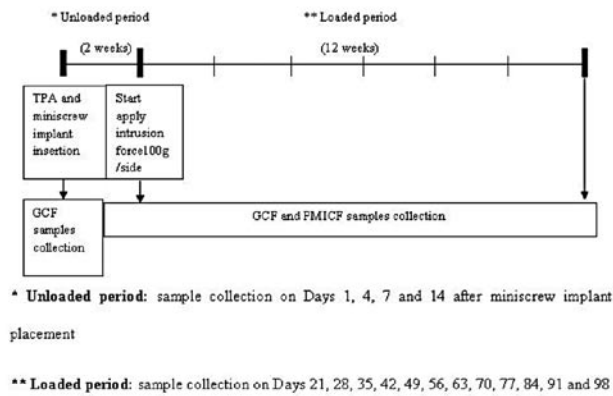 * Unloaded period
** Loaded period
(2 weeks)
(12 weeks)
TPA and
miniscrew
implant
insertion
Start
apply
intrusion
force100g
/side
GCF
samples
collection
GCF and PMICF samples collection
* Unloaded period: sample collection on Days 1, 4, 7 and 14 after miniscrew implant
placement
** Loaded period: sample collection on Days 21, 28, 35, 42, 49, 56, 63, 70, 77, 84, 91 and 98